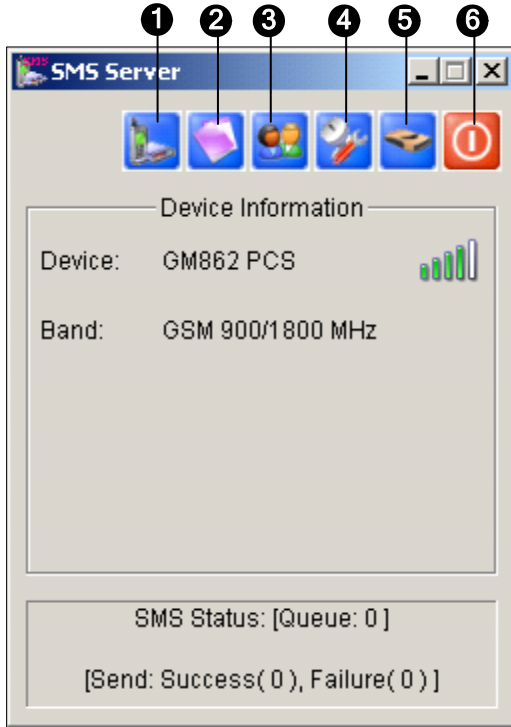 1 2 3 4 5 6
SMS
SMS Server
Device Information
Device: GM862 PCS
Band: GSM 900/1800 MHz
SMS Status: [Queue: 0 ]
[Send: Success( 0 ), Failure( 0 ) ]